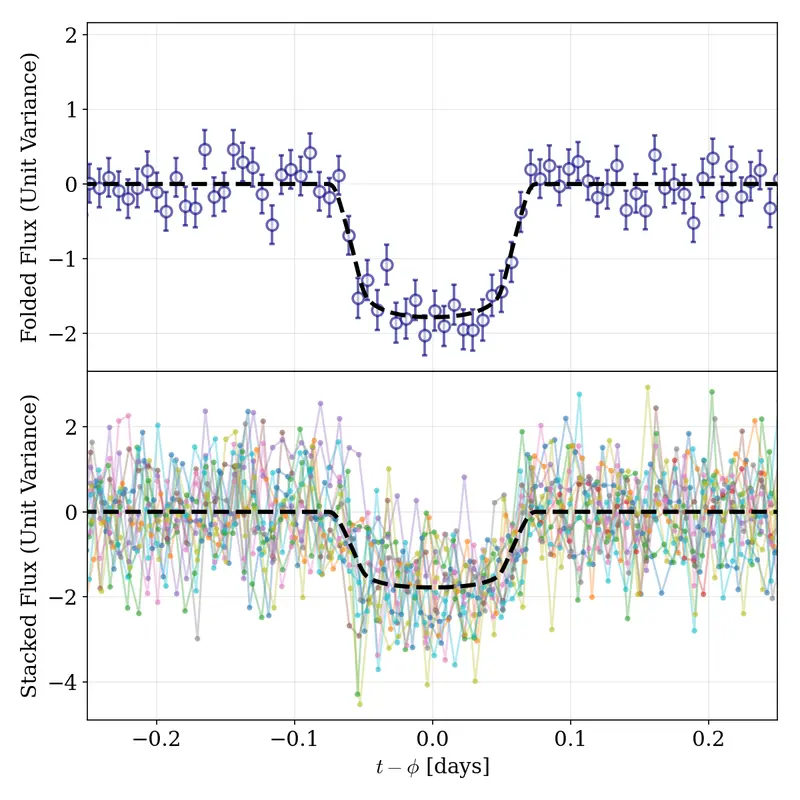 Folded Flux (Unit Variance)
2
1
0
−1
−2
Stacked Flux (Unit Variance)
2
0
−2
−4
−0.2 −0.1 0.0 0.1 0.2
t − ϕ [days]